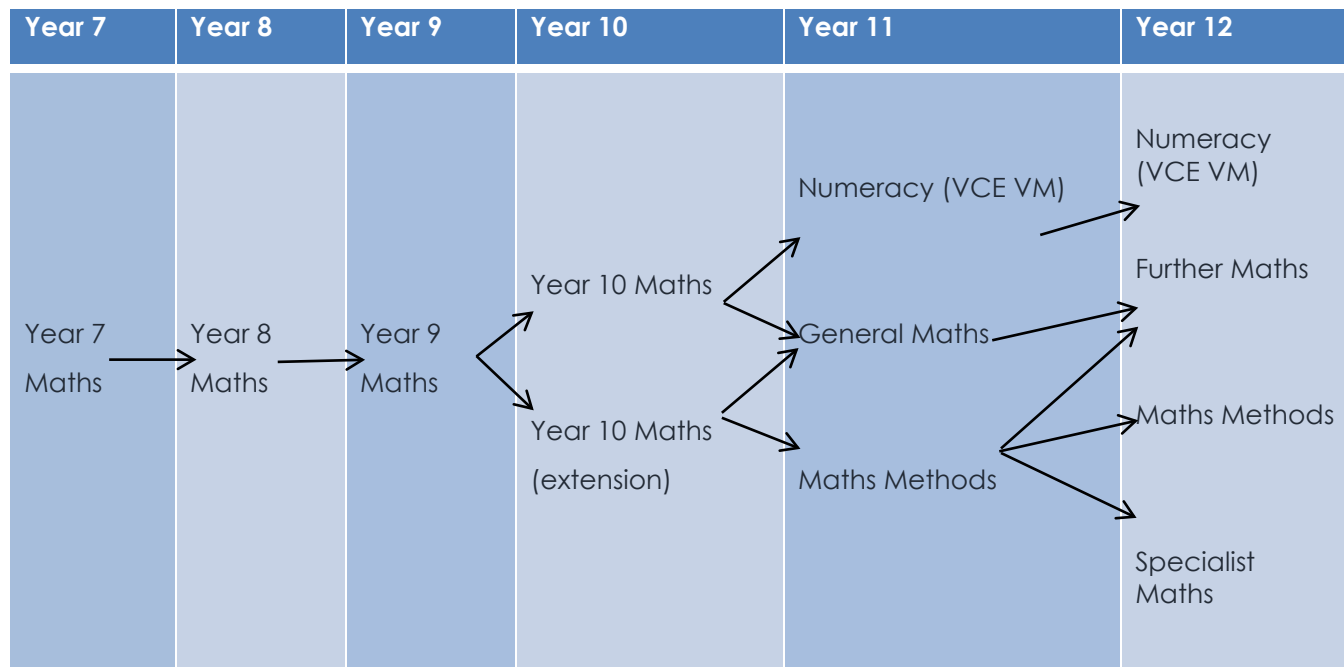 Year 7
Year 8
Year 9
Year 10
Year 11
Year 12
Year 7
Maths
Year 8
Maths
Year 9
Maths
Year 10 Maths
Year 10 Maths
(extension)
Numeracy (VCE VM)
General Maths
Maths Methods
Numeracy
(VCE VM)
Further Maths
Maths Methods
Specialist
Maths